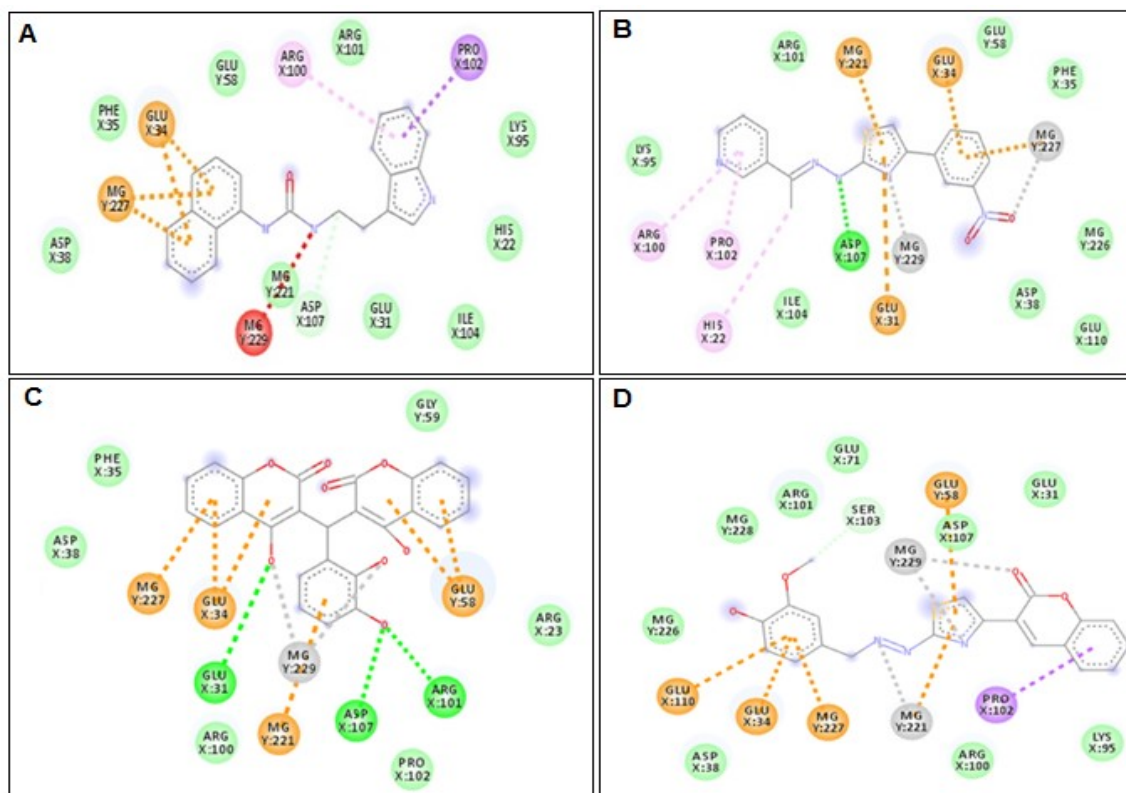 A
ARG
X:101
PRO
X:102
ARG
X:100
GLU
Y:58
PHE
X:35
GLU
X:34
LYS
X:95
MG
Y:227
O
N
N
N
ASP
X:38
HIS
X:22
MG
Y:221
ASP
X:107
GLU
X:31
ILE
X:104
MG
Y:229
B
ARG
X:101
MG
Y:221
GLU
X:34
GLU
Y:58
PHE
X:35
MG
Y:227
LYS
X:95
N
N
N
N
N
O
O
ARG
X:100
PRO
X:102
ASP
X:107
MG
Y:229
MG
Y:226
ILE
X:104
GLU
X:31
ASP
X:38
GLU
X:110
HIS
X:22
C
GLY
Y:59
PHE
X:35
O
O
O
O
O
O
O
O
ASP
X:38
MG
Y:227
GLU
X:34
GLU
Y:58
ARG
X:23
MG
Y:229
GLU
X:31
ASP
X:107
ARG
X:101
ARG
X:100
MG
Y:221
PRO
X:102
D
GLU
X:71
GLU
Y:58
GLU
X:31
ARG
X:101
SER
X:103
MG
Y:228
ASP
X:107
MG
Y:229
O
O
O
O
N
N
N
MG
Y:226
GLU
X:110
GLU
X:34
MG
Y:227
MG
Y:221
PRO
X:102
ASP
X:38
ARG
X:100
LYS
X:95